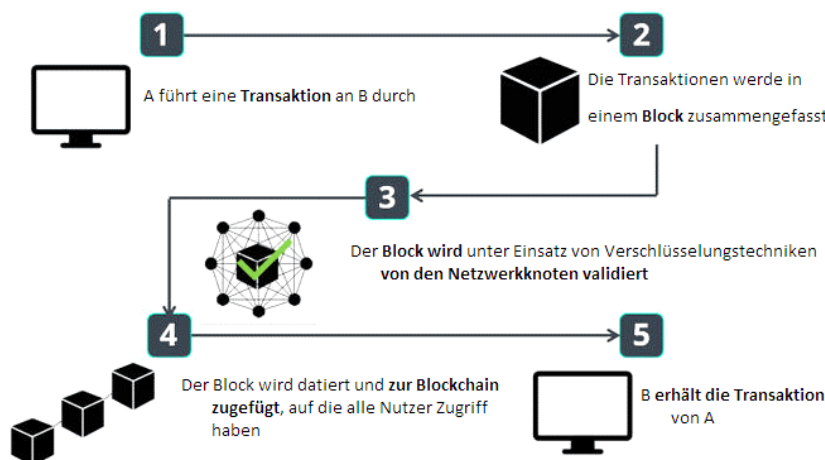 1
2
A führt eine Transaktion an B durch
Die Transaktionen werde in
einem Block zusammengefasst
3
Der Block wird unter Einsatz von Verschlüsselungstechniken
von den Netzwerkknoten validiert
4
5
Der Block wird datiert und zur Blockchain
zugefügt, auf die alle Nutzer Zugriff
haben
B erhält die Transaktion
von A